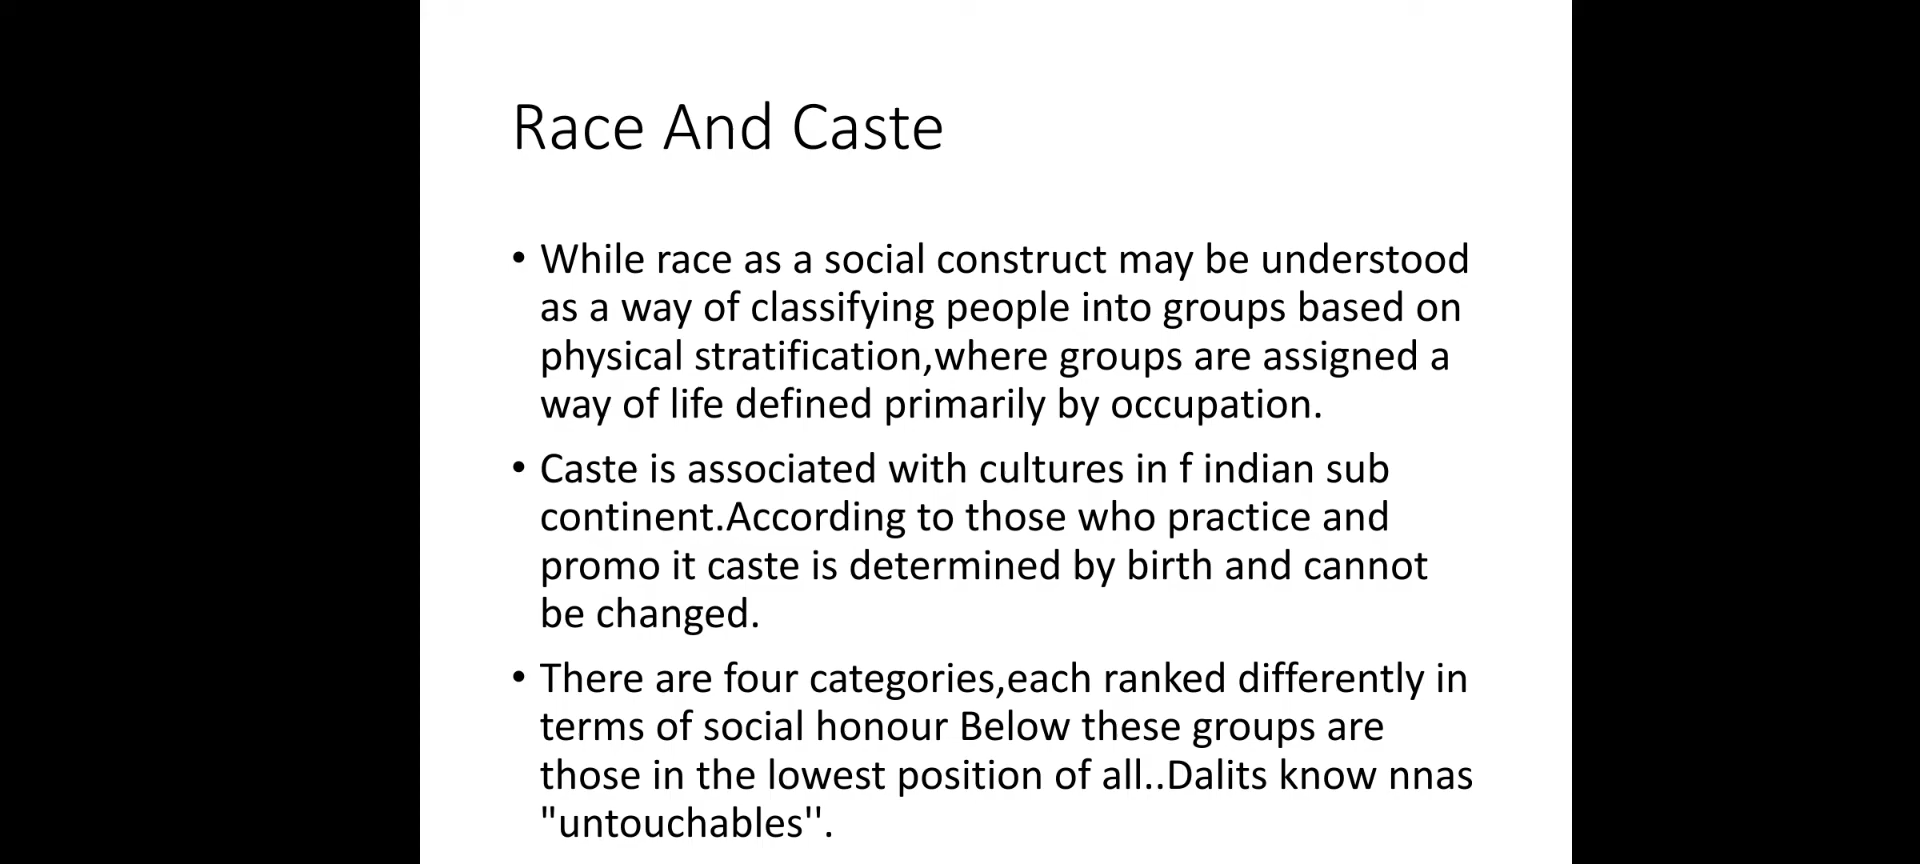 Race And Caste
• While race as a social construct may be understood
as a way of classifying people into groups based on
physical stratification,where groups are assigned a
way of life defined primarily by occupation.
• Caste is associated with cultures in f indian sub
continent.According to those who practice and
promo it caste is determined by birth and cannot
be changed.
• There are four categories,each ranked differently in
terms of social honour Below these groups are
those in the lowest position of all..Dalits know nnas
"untouchables''.